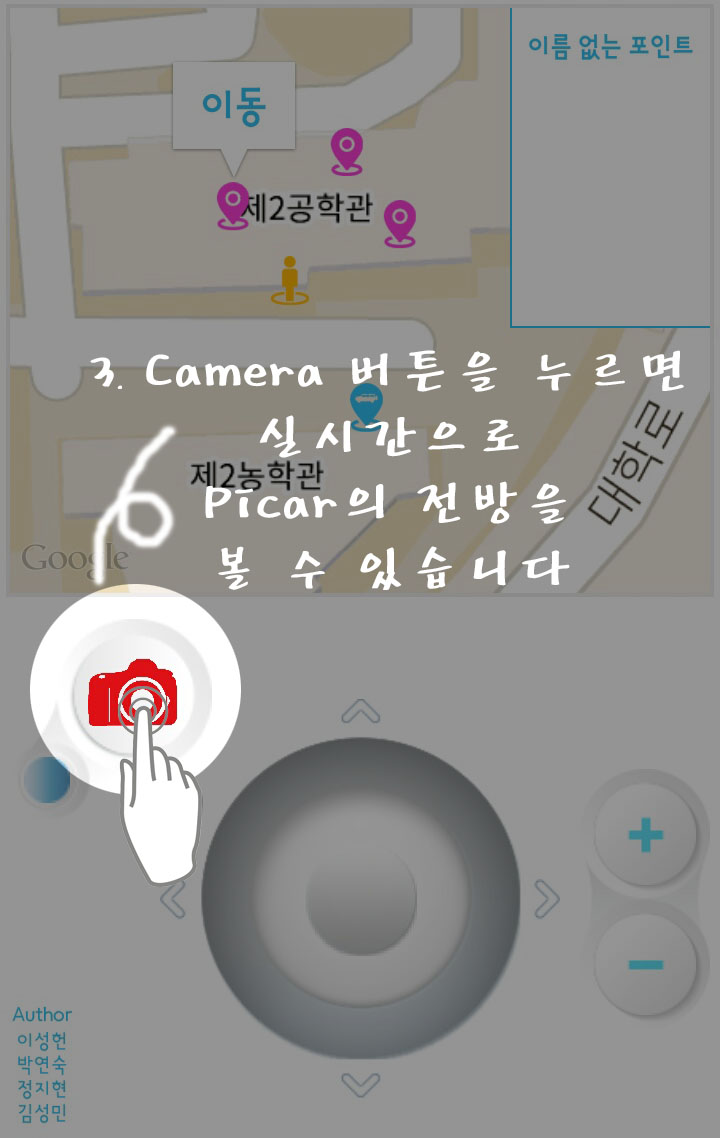 이름 없는 포인트
이동
제2공학관
3. Camera 버튼을 누르면
실시간으로
제2농학관
Picar의 전방을
볼 수 있습니다
대학로
Google
+
−
Author
이성헌
박연숙
정지현
김성민